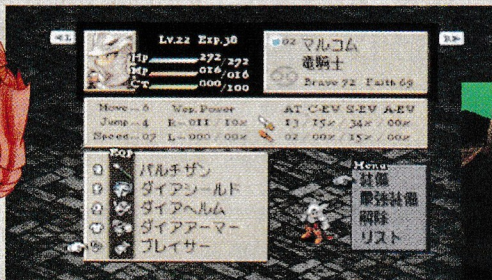 Lv.22 Exp.38
Hp 272/272
Mp 016/016
CT 000/100
02 マルコム
竜騎士
Brave 72 Faith 69
Move-6 Wep.Power AT C-EV S-EV A-EV
Jump-4 R-011/10% 13/15%/34%/00%
Speed-07 L-000/00% 02/00%/15%/00%
Eqp.
パルチザン
ダイアシールド
ダイアヘルム
ダイアアーマー
ブレイサー
Menu
装備
最強装備
解除
リスト